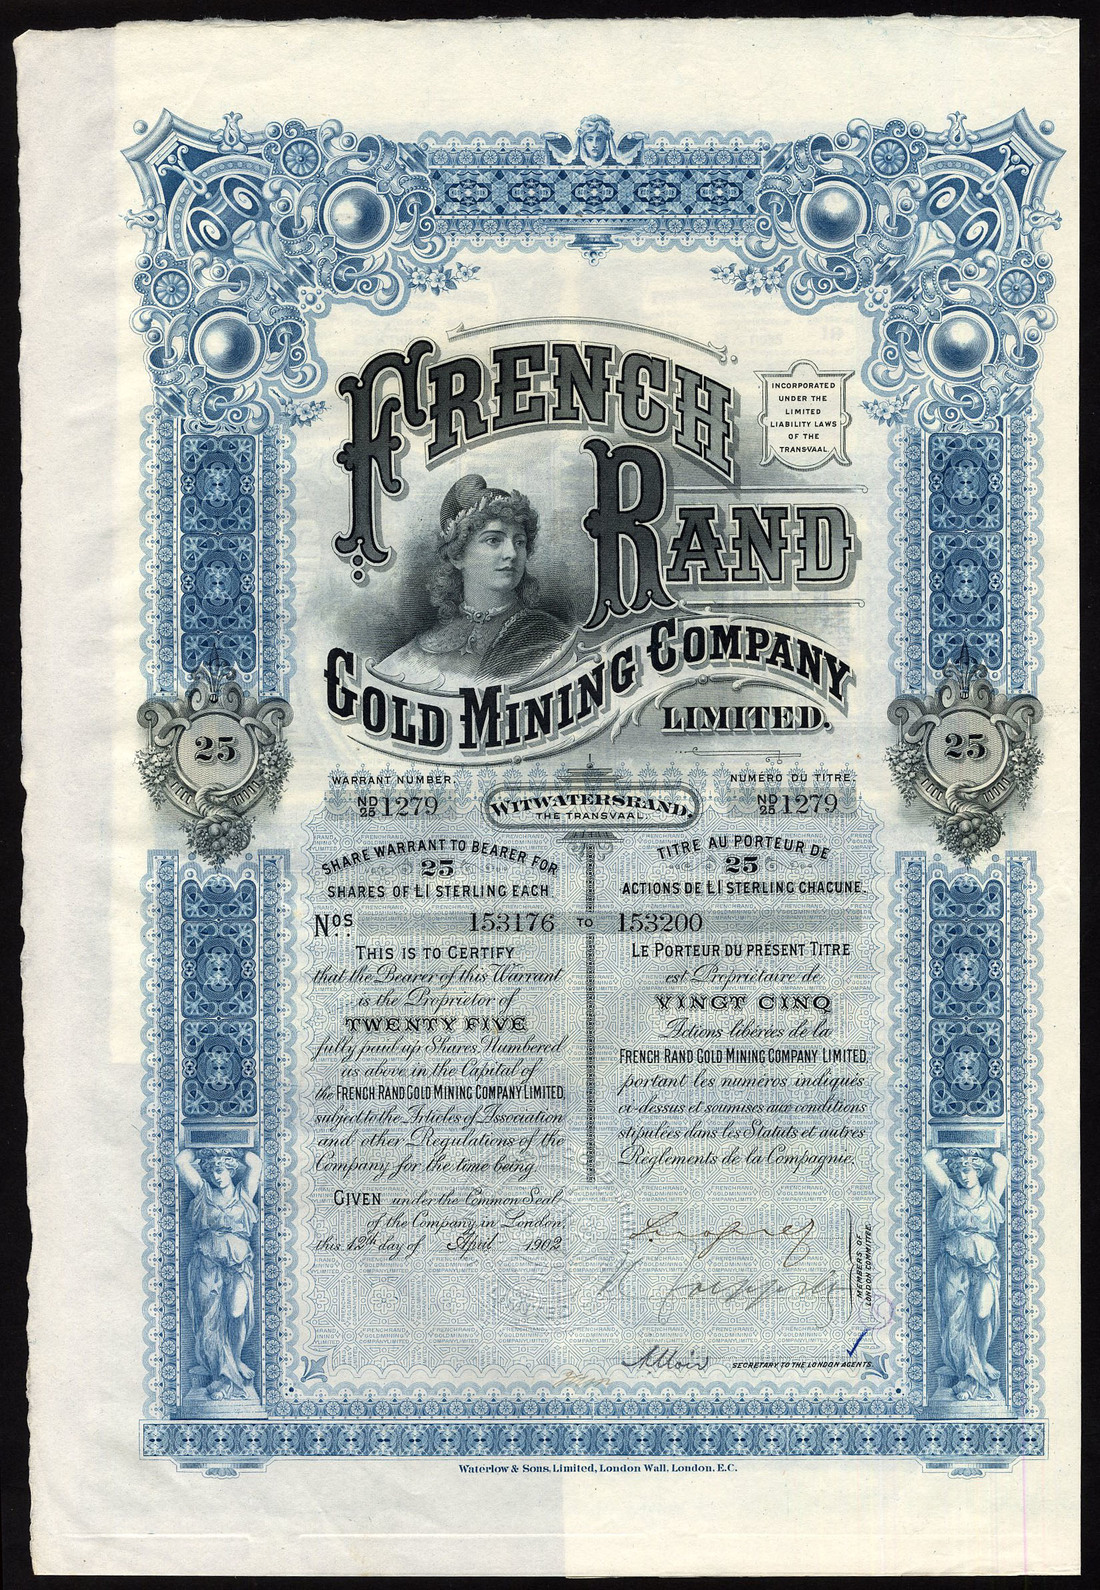 FRENCH
RAND
GOLD MINING COMPANY
LIMITED.
INCORPORATED
UNDER THE
LIMITED
LIABILITY LAWS
OF THE
TRANSVAAL
25
25
WARRANT NUMBER.
ND
25 1279
WITWATERSRAND,
THE TRANSVAAL.
NUMÉRO DU TITRE.
ND
25 1279
SHARE WARRANT TO BEARER FOR
25
SHARES OF £1 STERLING EACH.
TITRE AU PORTEUR DE
25
ACTIONS DE £1 STERLING CHACUNE.
Nos. 153176 TO 153200
THIS IS TO CERTIFY
that the Bearer of this Warrant
is the Proprietor of
TWENTY FIVE
fully paid up Shares, Numbered
as above in the Capital of
the FRENCH RAND GOLD MINING COMPANY LIMITED,
subject to the Articles of Association
and other Regulations of the
Company for the time being.
GIVEN under the Common Seal
of the Company in London,
this 12th day of April 1902
LE PORTEUR DU PRÉSENT TITRE
est Propriétaire de
VINGT CINQ
Actions libérées de la
FRENCH RAND GOLD MINING COMPANY LIMITED,
portant les numéros indiqués
ci-dessus et soumises aux conditions
stipulées dans les Statuts et autres
Règlements de la Compagnie.
MEMBERS OF
LONDON COMMITTEE
SECRETARY TO THE LONDON AGENTS.
Waterlow & Sons, Limited, London Wall, London, E.C.